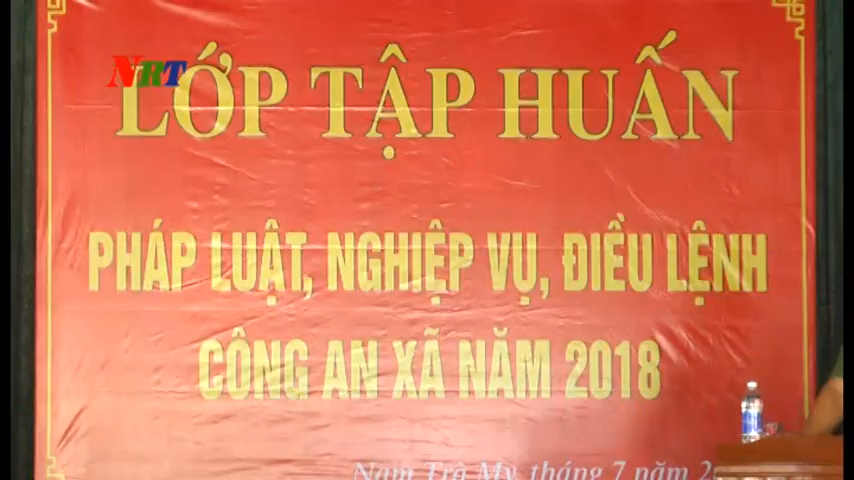 NRT
LỚP TẬP HUẤN
PHÁP LUẬT, NGHIỆP VỤ, ĐIỀU LỆNH
CÔNG AN XÃ NĂM 2018
Nam Trà My, tháng 7 năm 2